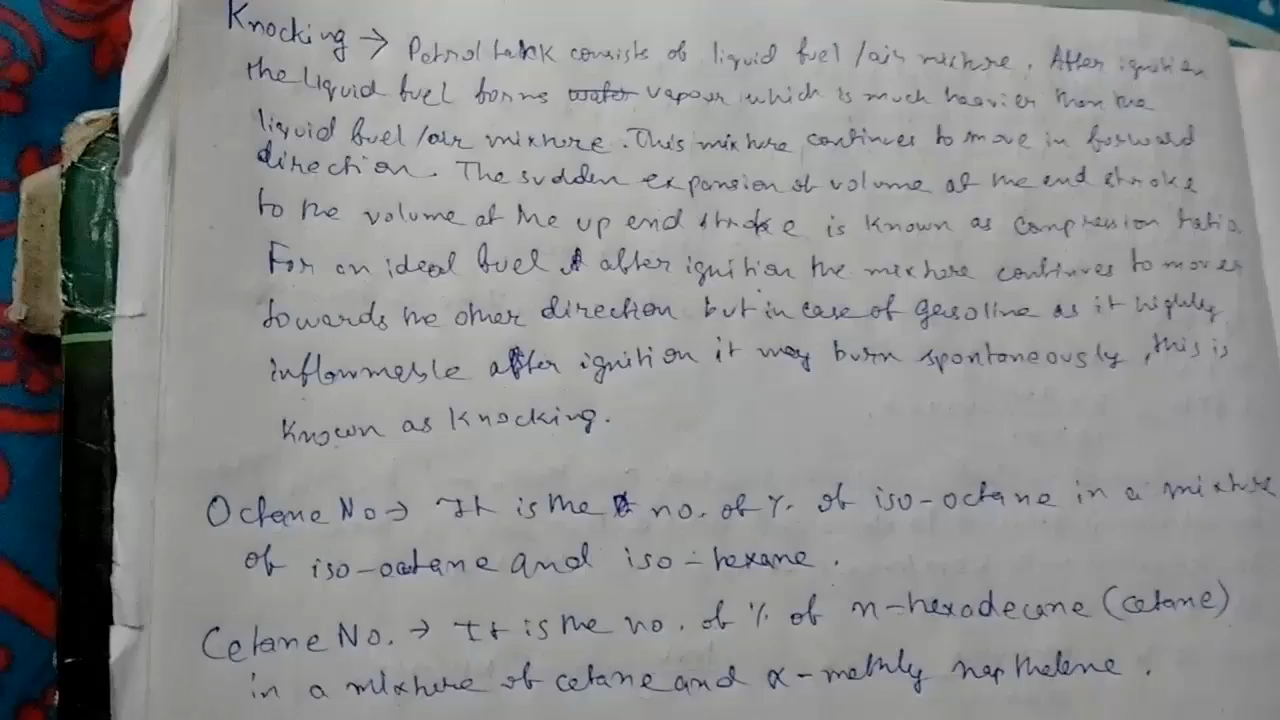 Knocking → Petrol tank consists of liquid fuel /air mixture. After ignition
the liquid fuel forms water vapour which is much heavier than the
liquid fuel /air mixture. This mixture continues to move in forward
direction. The sudden expansion of volume of the end stroke
to the volume of the up end stroke is known as compression ratio.
For an ideal fuel after ignition the mixture continues to moves
towards the other direction but in case of gasoline as it highly
inflammable after ignition it may burn spontaneously, this is
known as knocking.
Octane No → It is the no. of % of iso-octane in a mixture
of iso-octane and iso-hexane.
Cetane No. → It is the no. of % of n-hexadecane (cetane)
in a mixture of cetane and α-methly napthelene.